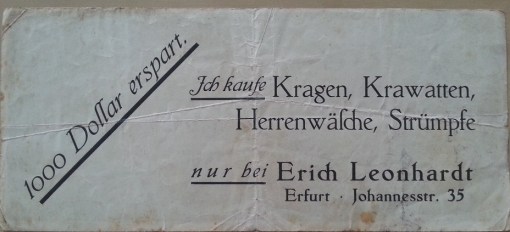 1000 Dollar erspart.
Ich kaufe Kragen, Krawatten,
Herrenwäſche, Strümpfe
nur bei Erich Leonhardt
Erfurt · Johannesstr. 35